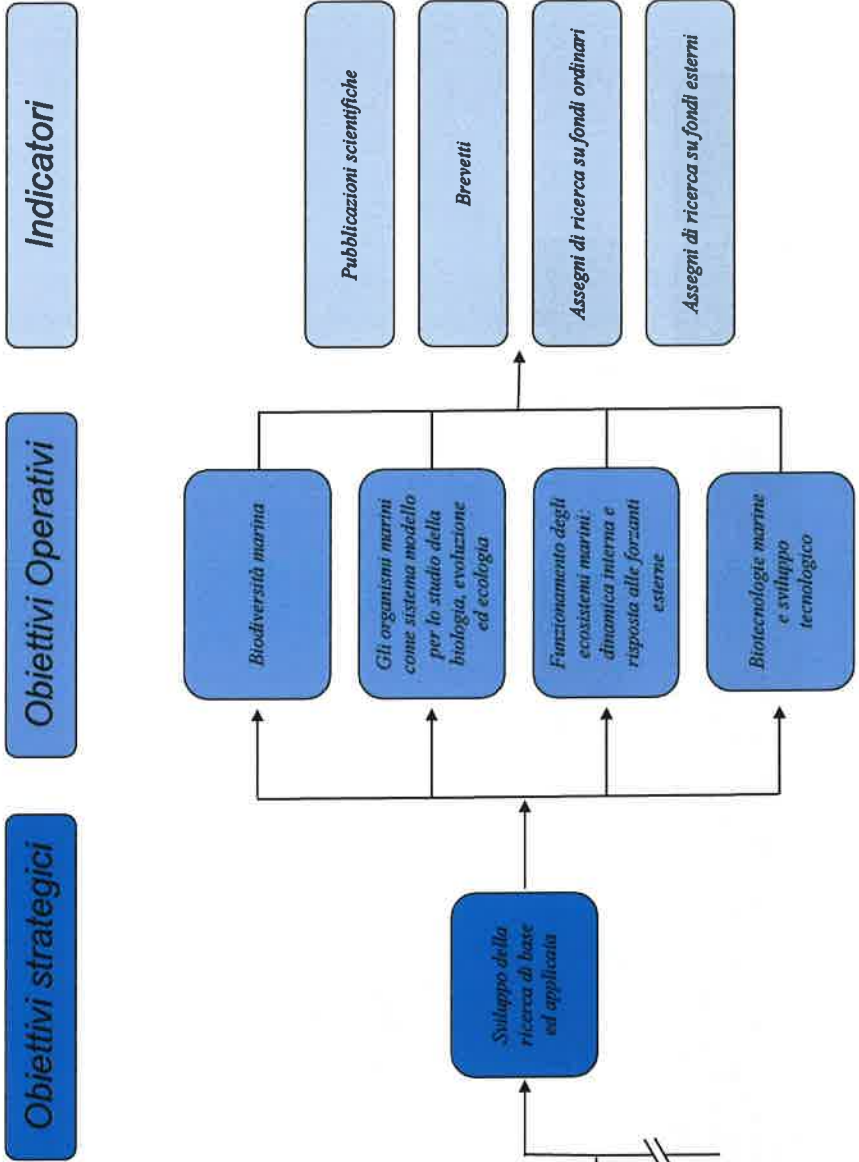 Obiettivi strategici
Obiettivi Operativi
Indicatori
Sviluppo della
ricerca di base
ed applicata
Biodiversità marina
Gli organismi marini
come sistema modello
per lo studio della
biologia, evoluzione
ed ecologia
Funzionamento degli
ecosistemi marini:
dinamica interna e
risposta alle forzanti
esterne
Biotecnologie marine
e sviluppo
tecnologico
Pubblicazioni scientifiche
Brevetti
Assegni di ricerca su fondi ordinari
Assegni di ricerca su fondi esterni